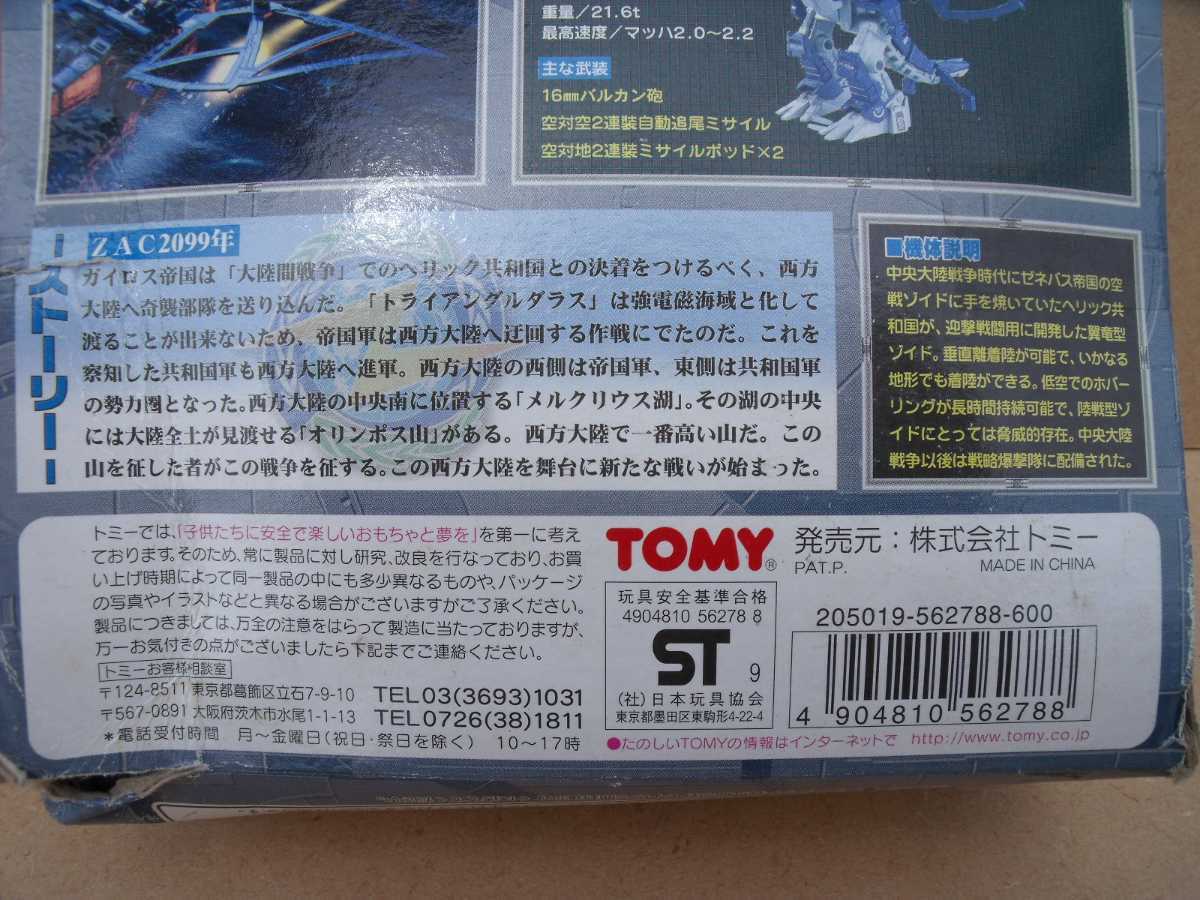 重量/21.6t
最高速度/マッハ2.0〜2.2
主な武装
16mmバルカン砲
空対空2連装自動追尾ミサイル
空対地2連装ミサイルポッド×2
ストーリー
ZAC2099年
ガイロス帝国は「大陸間戦争」でのヘリック共和国との決着をつけるべく、西方
大陸へ奇襲部隊を送り込んだ。「トライアングルダラス」は強電磁海域と化して
渡ることが出来ないため、帝国軍は西方大陸へ迂回する作戦にでたのだ。これを
察知した共和国軍も西方大陸へ進軍。西方大陸の西側は帝国軍、東側は共和国軍
の勢力圏となった。西方大陸の中央南に位置する「メルクリウス湖」。その湖の中央
には大陸全土が見渡せる「オリンポス山」がある。西方大陸で一番高い山だ。この
山を征した者がこの戦争を征する。この西方大陸を舞台に新たな戦いが始まった。
■機体説明
中央大陸戦争時代にゼネバス帝国の空
戦ゾイドに手を焼いていたヘリック共
和国が、迎撃戦闘用に開発した翼竜型
ゾイド。垂直離着陸が可能で、いかなる
地形でも着陸ができる。低空でのホバー
リングが長時間持続可能で、陸戦型ゾ
イドにとっては脅威的存在。中央大陸
戦争以後は戦略爆撃隊に配備された。
トミーでは、「子供たちに安全で楽しいおもちゃと夢を」を第一に考え
ております。そのため、常に製品に対し研究、改良を行なっており、お買
い上げ時期によって同一製品の中にも多少異なるものや、パッケージ
の写真やイラストなどと異なる場合がございますがご了承ください。
製品につきましては、万全の注意をはらって製造に当たっておりますが、
万一お気付きの点がございましたら下記までご連絡ください。
トミーお客様相談室
〒124-8511 東京都葛飾区立石7-9-10 TEL03(3693)1031
〒567-0891 大阪府茨木市水尾1-1-13 TEL0726(38)1811
*電話受付時間 月〜金曜日(祝日・祭日を除く) 10〜17時
TOMY®
発売元:株式会社トミー
PAT.P. MADE IN CHINA
玩具安全基準合格
4904810 56278 8
ST 9
(社)日本玩具協会
東京都墨田区東駒形4-22-4
205019-562788-600
4 904810 562788
●たのしいTOMYの情報はインターネットで http://www.tomy.co.jp